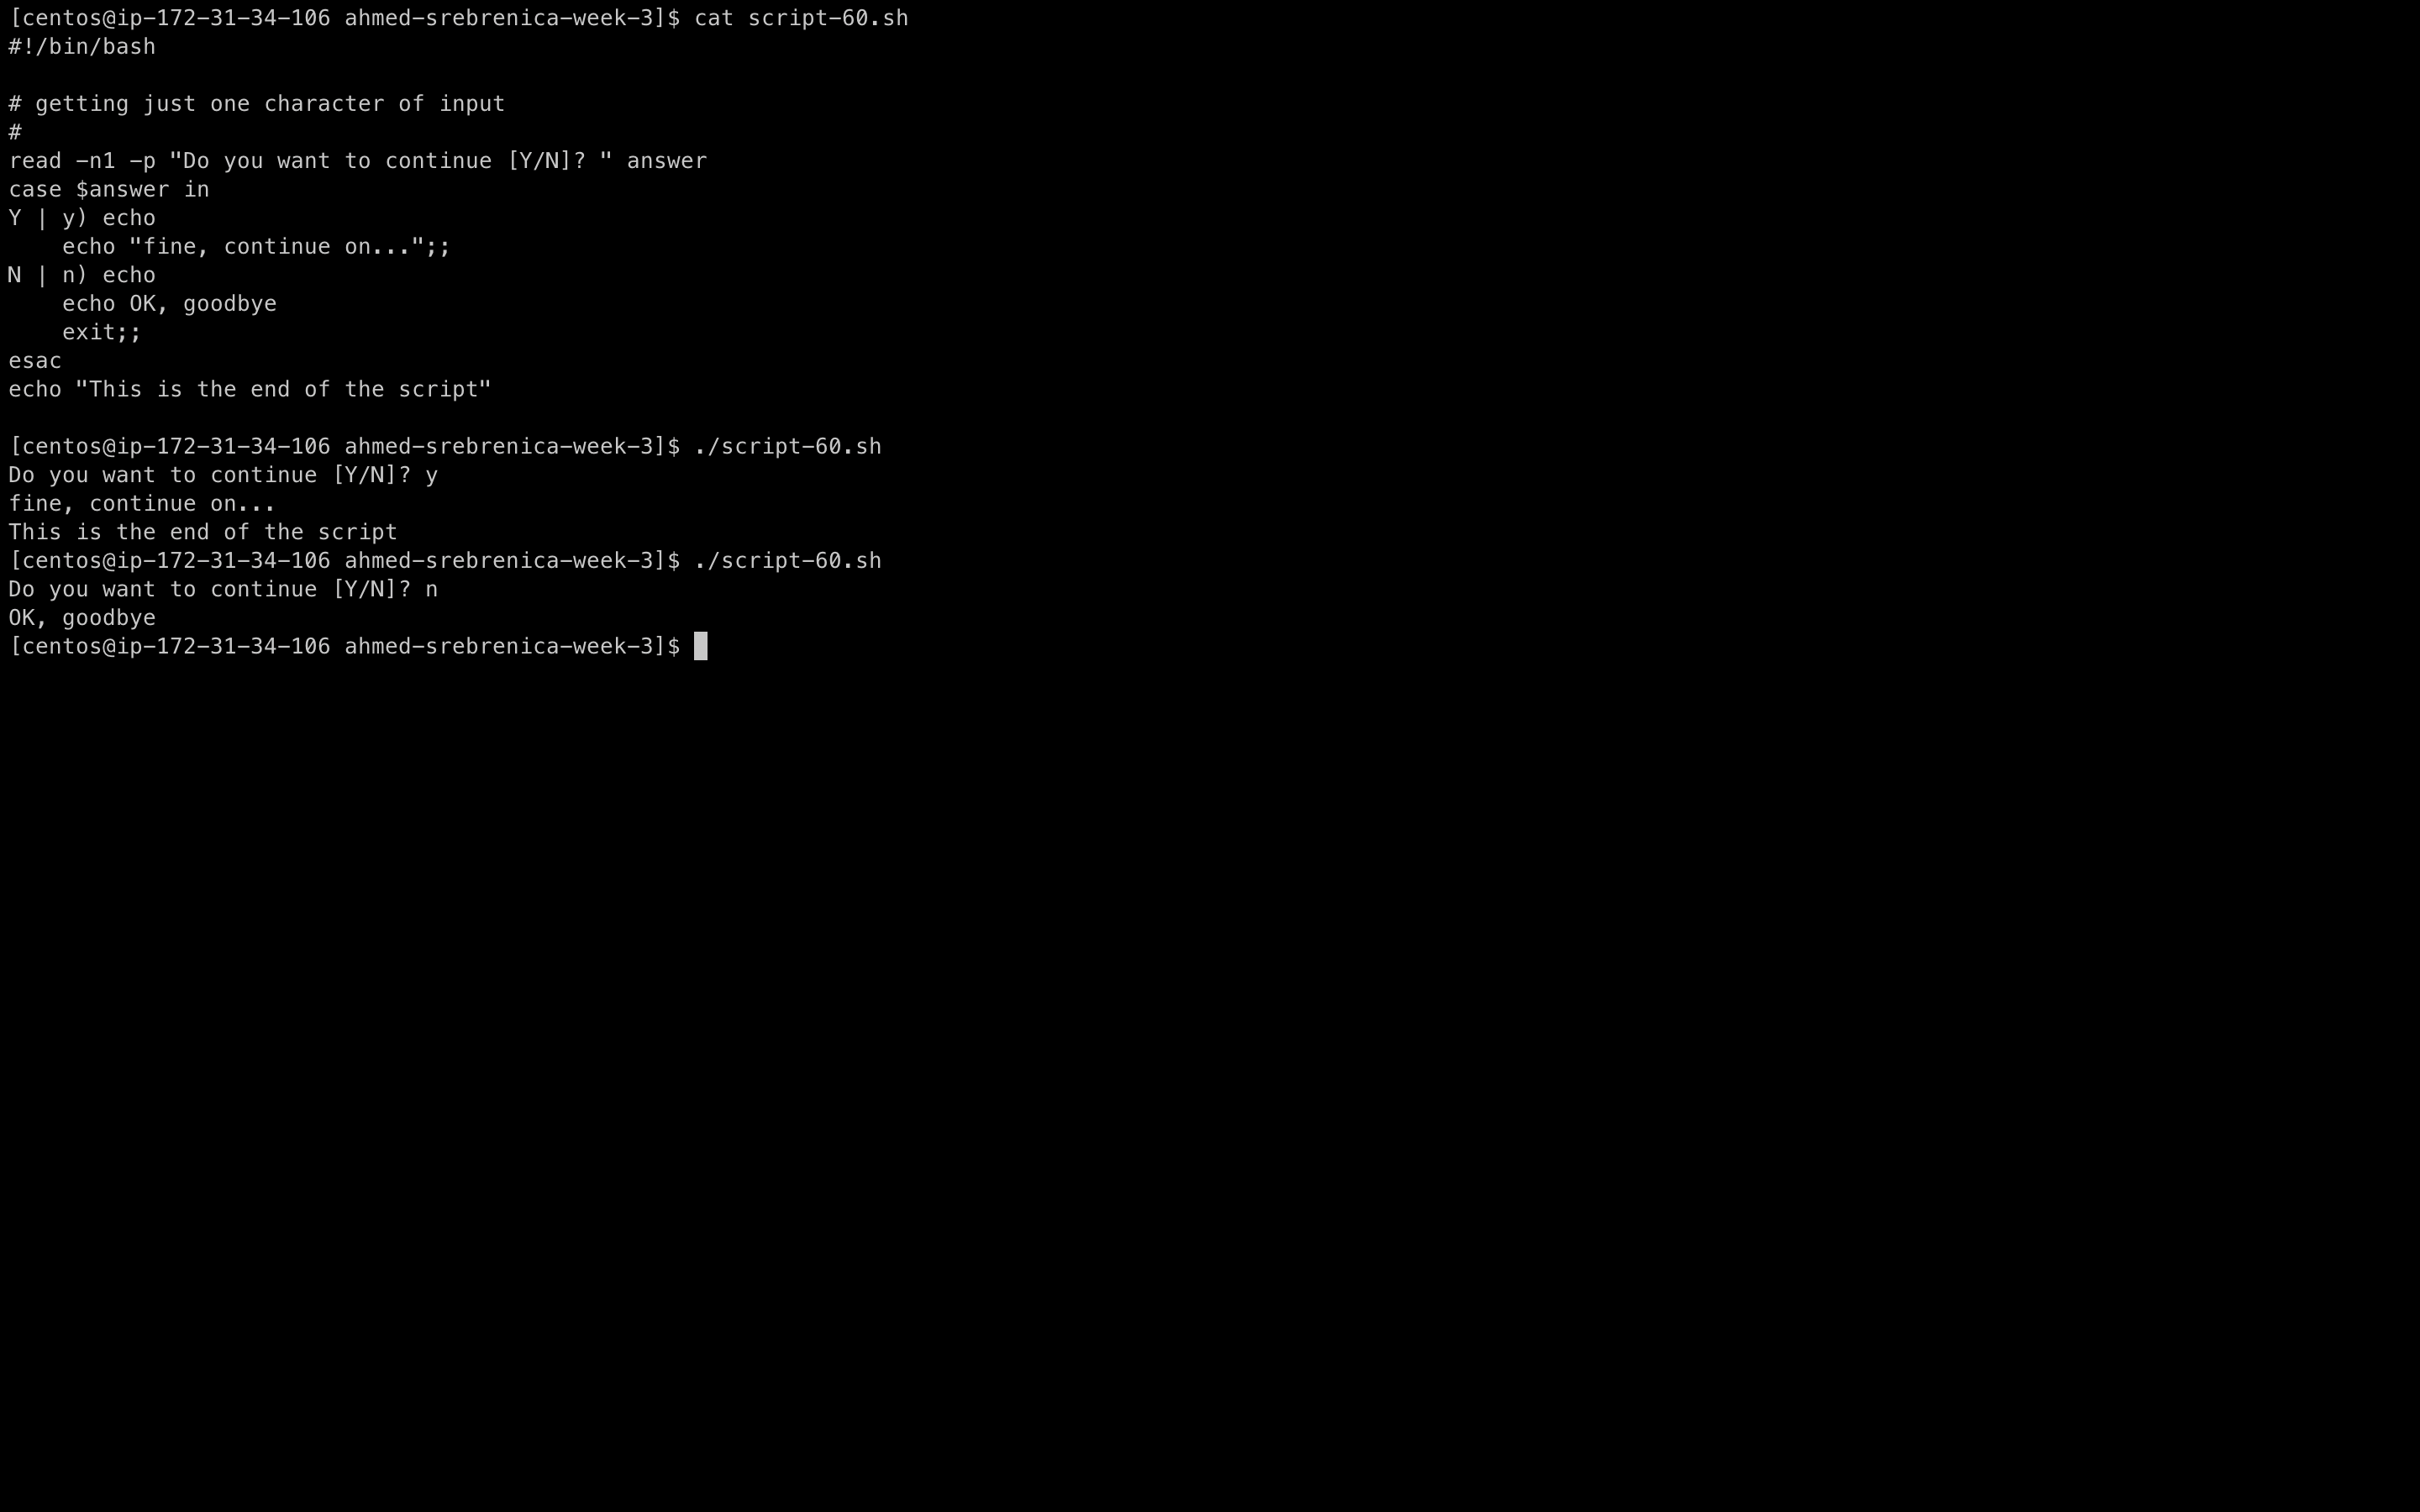 [centos@ip-172-31-34-106 ahmed-srebrenica-week-3]$ cat script-60.sh
#!/bin/bash

# getting just one character of input
#
read -n1 -p "Do you want to continue [Y/N]? " answer
case $answer in
Y | y) echo
    echo "fine, continue on...";;
N | n) echo
    echo OK, goodbye
    exit;;
esac
echo "This is the end of the script"

[centos@ip-172-31-34-106 ahmed-srebrenica-week-3]$ ./script-60.sh
Do you want to continue [Y/N]? y
fine, continue on...
This is the end of the script
[centos@ip-172-31-34-106 ahmed-srebrenica-week-3]$ ./script-60.sh
Do you want to continue [Y/N]? n
OK, goodbye
[centos@ip-172-31-34-106 ahmed-srebrenica-week-3]$